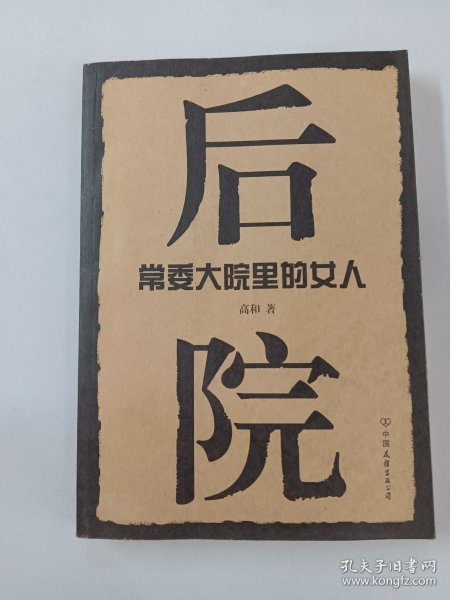 后
常委大院里的女人
高和 著
院
中国友谊出版公司
孔夫子旧书网
www.kongfz.com